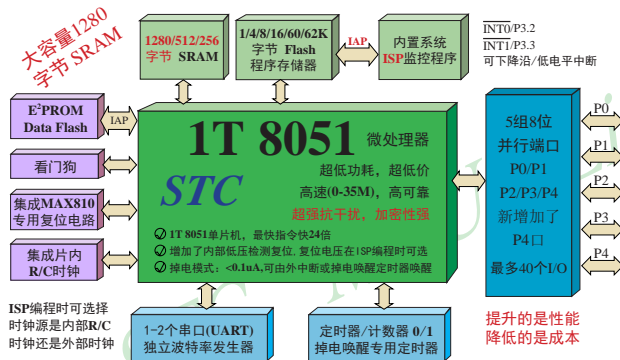 大容量1280
字节 SRAM
1280/512/256
字节 SRAM
1/4/8/16/60/62K
字节 Flash
程序存储器
IAP
内置系统
ISP监控程序
INT0/P3.2
INT1/P3.3
可下降沿/低电平中断
E²PROM
Data Flash
IAP
看门狗
集成MAX810
专用复位电路
集成片内
R/C时钟
1T 8051 微处理器
STC
超低功耗，超低价
高速(0-35M)，高可靠
超强抗干扰，加密性强
1T 8051单片机，最快指令快24倍
增加了内部低压检测复位,复位电压在ISP编程时可选
掉电模式：<0.1uA,可由外中断或掉电唤醒定时器唤醒
5组8位
并行端口
P0/P1
P2/P3/P4
新增加了
P4口
最多40个I/O
P0
P1
P2
P3
P4
ISP编程时可选择
时钟源是内部R/C
时钟还是外部时钟
1-2个串口(UART)
独立波特率发生器
定时器/计数器 0/1
掉电唤醒专用定时器
提升的是性能
降低的是成本